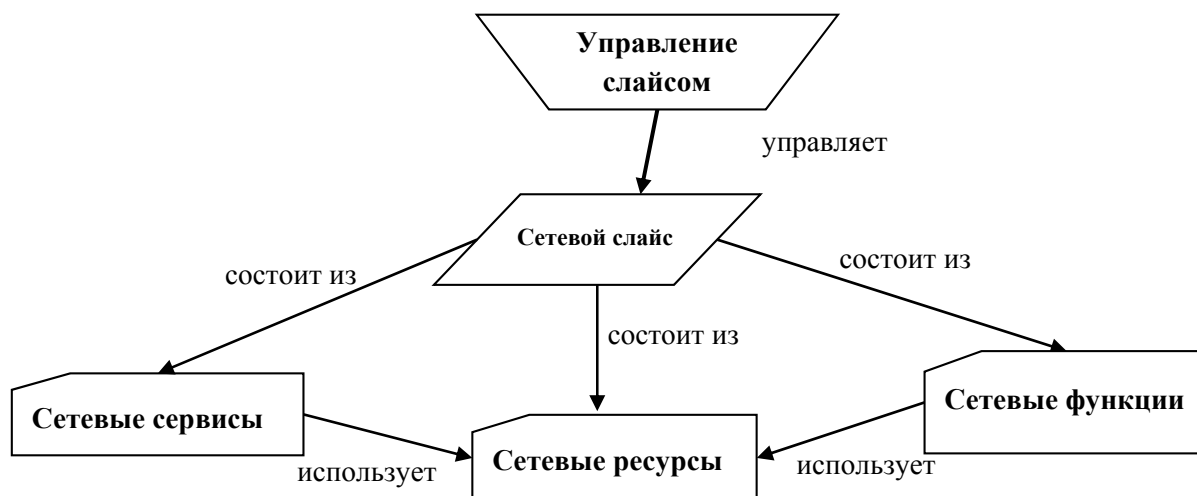 Управление
слайсом
управляет
Сетевой слайс
состоит из
состоит из
состоит из
Сетевые сервисы
Сетевые ресурсы
Сетевые функции
использует
использует